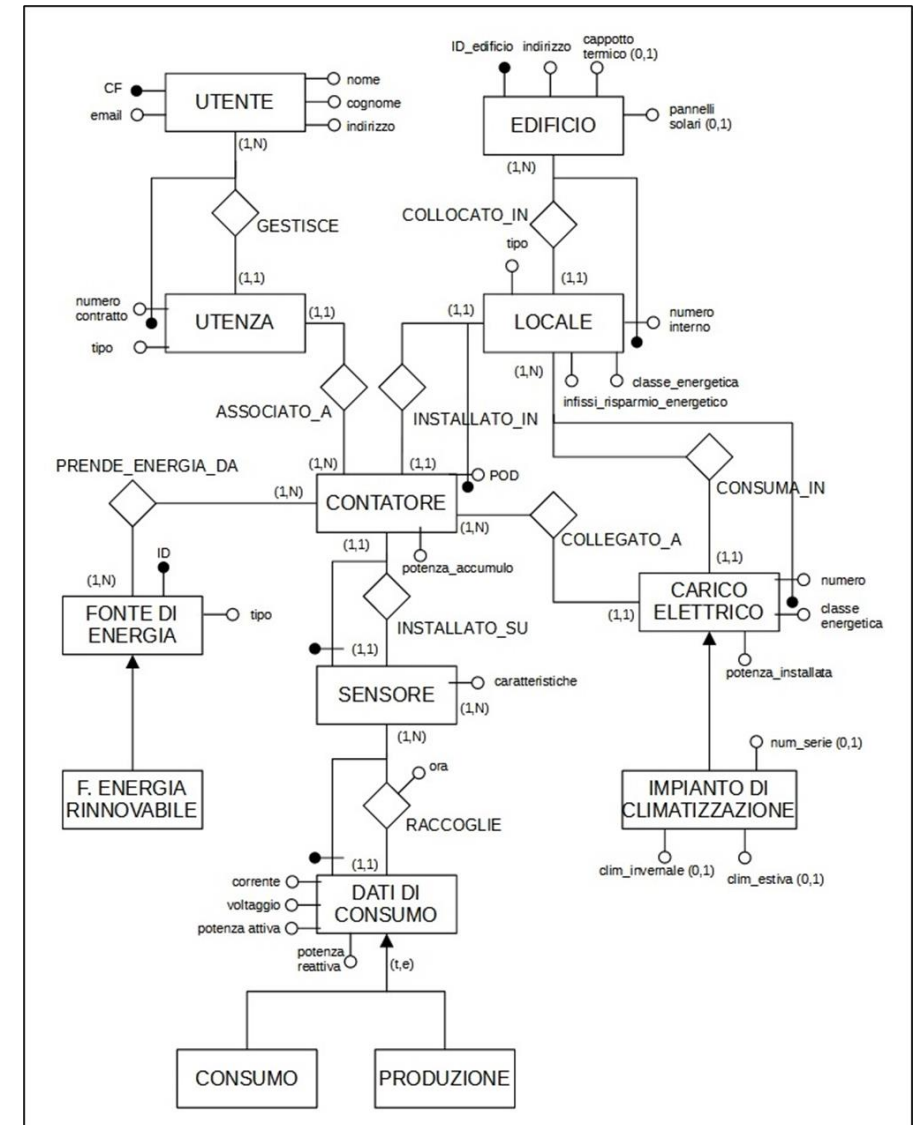 ID_edificio
indirizzo
cappotto
termico (0,1)
CF
email
UTENTE
nome
cognome
indirizzo
EDIFICIO
pannelli
solari (0,1)
(1,N)
(1,N)
GESTISCE
COLLOCATO_IN
tipo
(1,1)
(1,1)
numero
contratto
tipo
UTENZA
(1,1)
(1,1)
LOCALE
numero
interno
(1,N)
classe_energetica
infissi_risparmio_energetico
ASSOCIATO_A
INSTALLATO_IN
PRENDE_ENERGIA_DA
(1,N)
(1,1)
POD
CONSUMA_IN
(1,N)
CONTATORE
(1,N)
COLLEGATO_A
(1,1)
potenza_accumulo
(1,1)
ID
(1,N)
FONTE DI
ENERGIA
tipo
INSTALLATO_SU
(1,1)
CARICO
ELETTRICO
numero
classe
energetica
(1,1)
potenza_installata
SENSORE
caratteristiche
(1,N)
(1,N)
num_serie (0,1)
ora
F. ENERGIA
RINNOVABILE
RACCOGLIE
IMPIANTO DI
CLIMATIZZAZIONE
(1,1)
clim_invernale (0,1)
clim_estiva (0,1)
corrente
voltaggio
potenza attiva
DATI DI
CONSUMO
potenza
reattiva
(t,e)
CONSUMO
PRODUZIONE